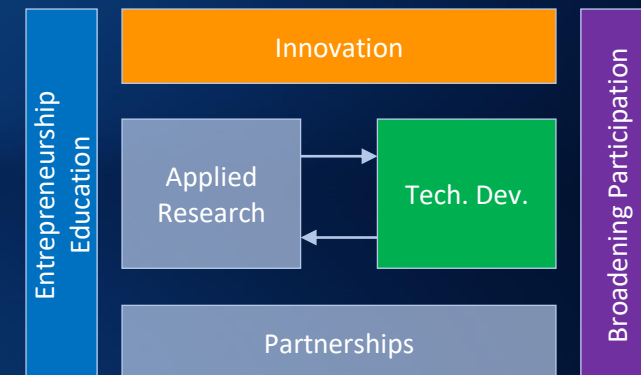 Entrepreneurship
Education
Innovation
Applied
Research
Tech. Dev.
Partnerships
Broadening Participation